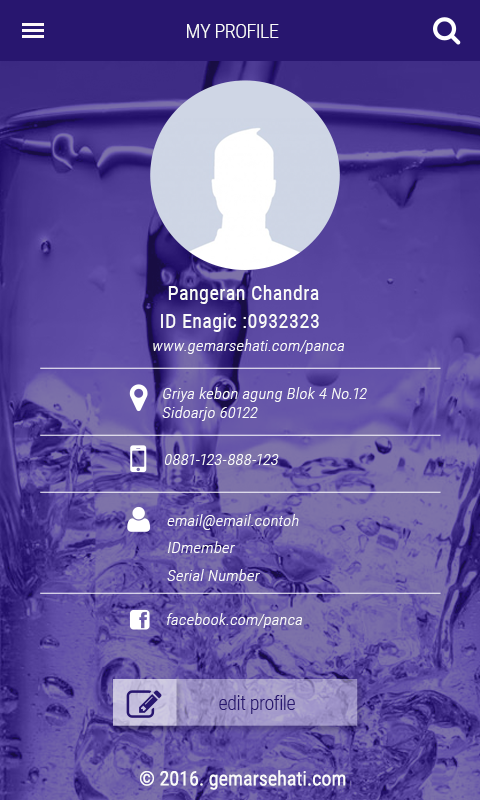 MY PROFILE
Pangeran Chandra
ID Enagic :0932323
www.gemarsehati.com/panca
Griya kebon agung Blok 4 No.12
Sidoarjo 60122
0881-123-888-123
email@email.contoh
IDmember
Serial Number
facebook.com/panca
edit profile
© 2016. gemarsehati.com